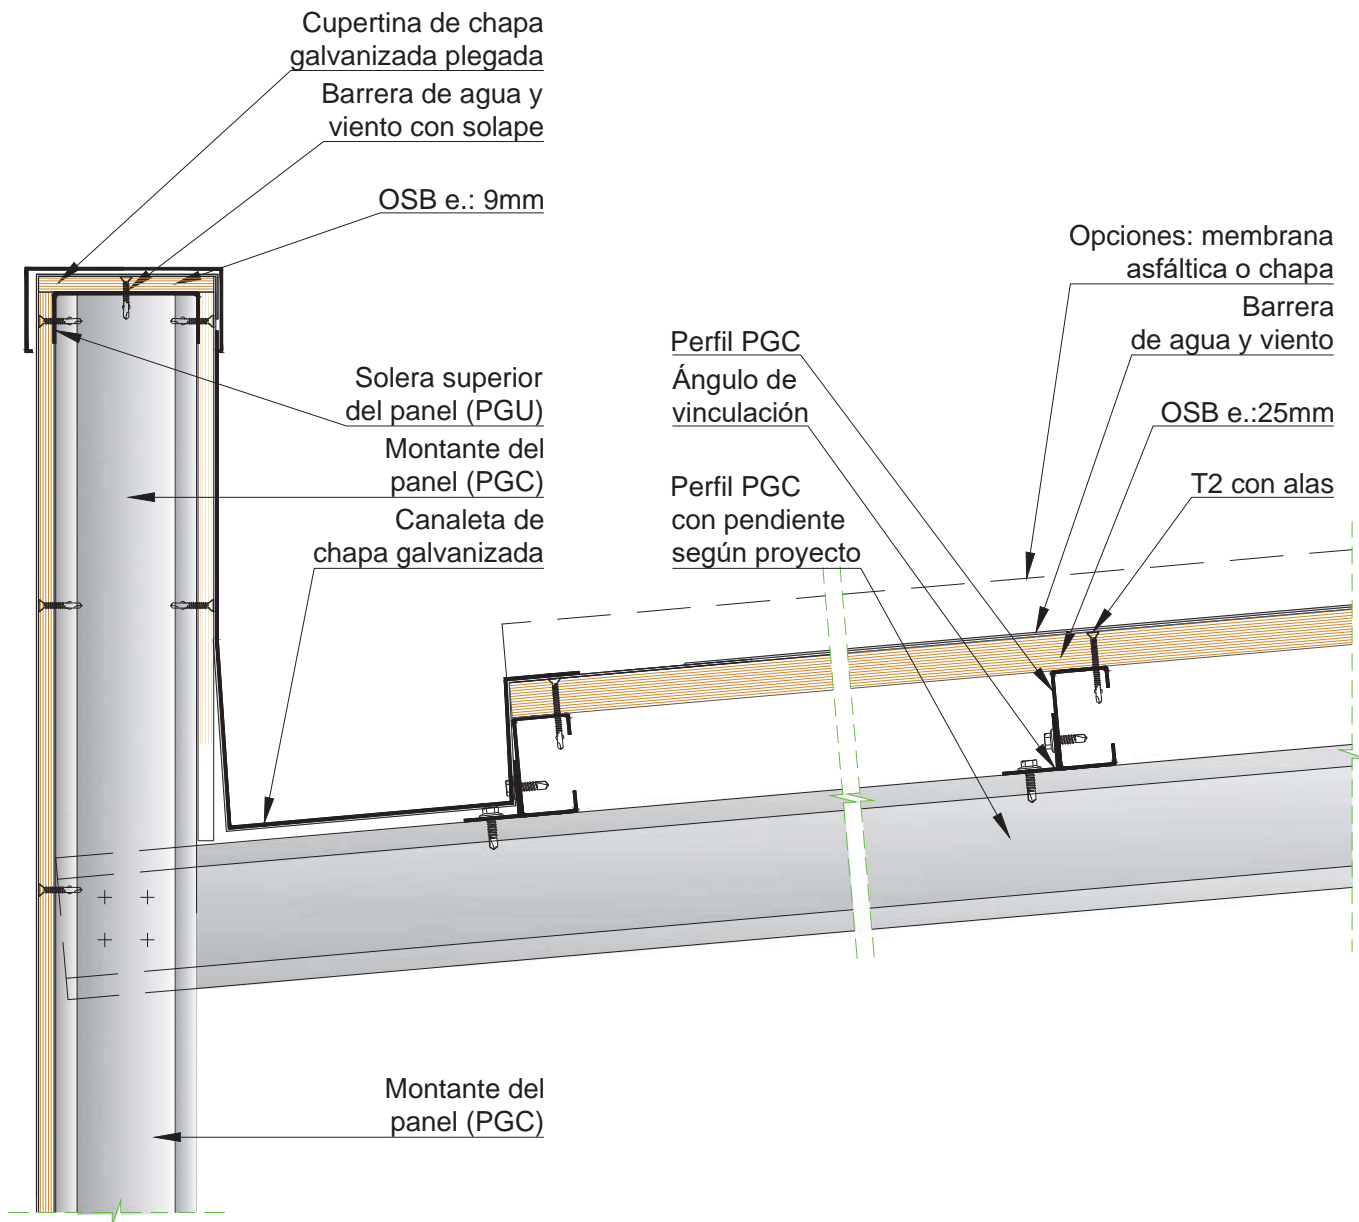 Cupertina de chapa
galvanizada plegada
Barrera de agua y
viento con solape
OSB e.: 9mm
Solera superior
del panel (PGU)
Montante del
panel (PGC)
Canaleta de
chapa galvanizada
Perfil PGC
Ángulo de
vinculación
Perfil PGC
con pendiente
según proyecto
Opciones: membrana
asfáltica o chapa
Barrera
de agua y viento
OSB e.:25mm
T2 con alas
Montante del
panel (PGC)